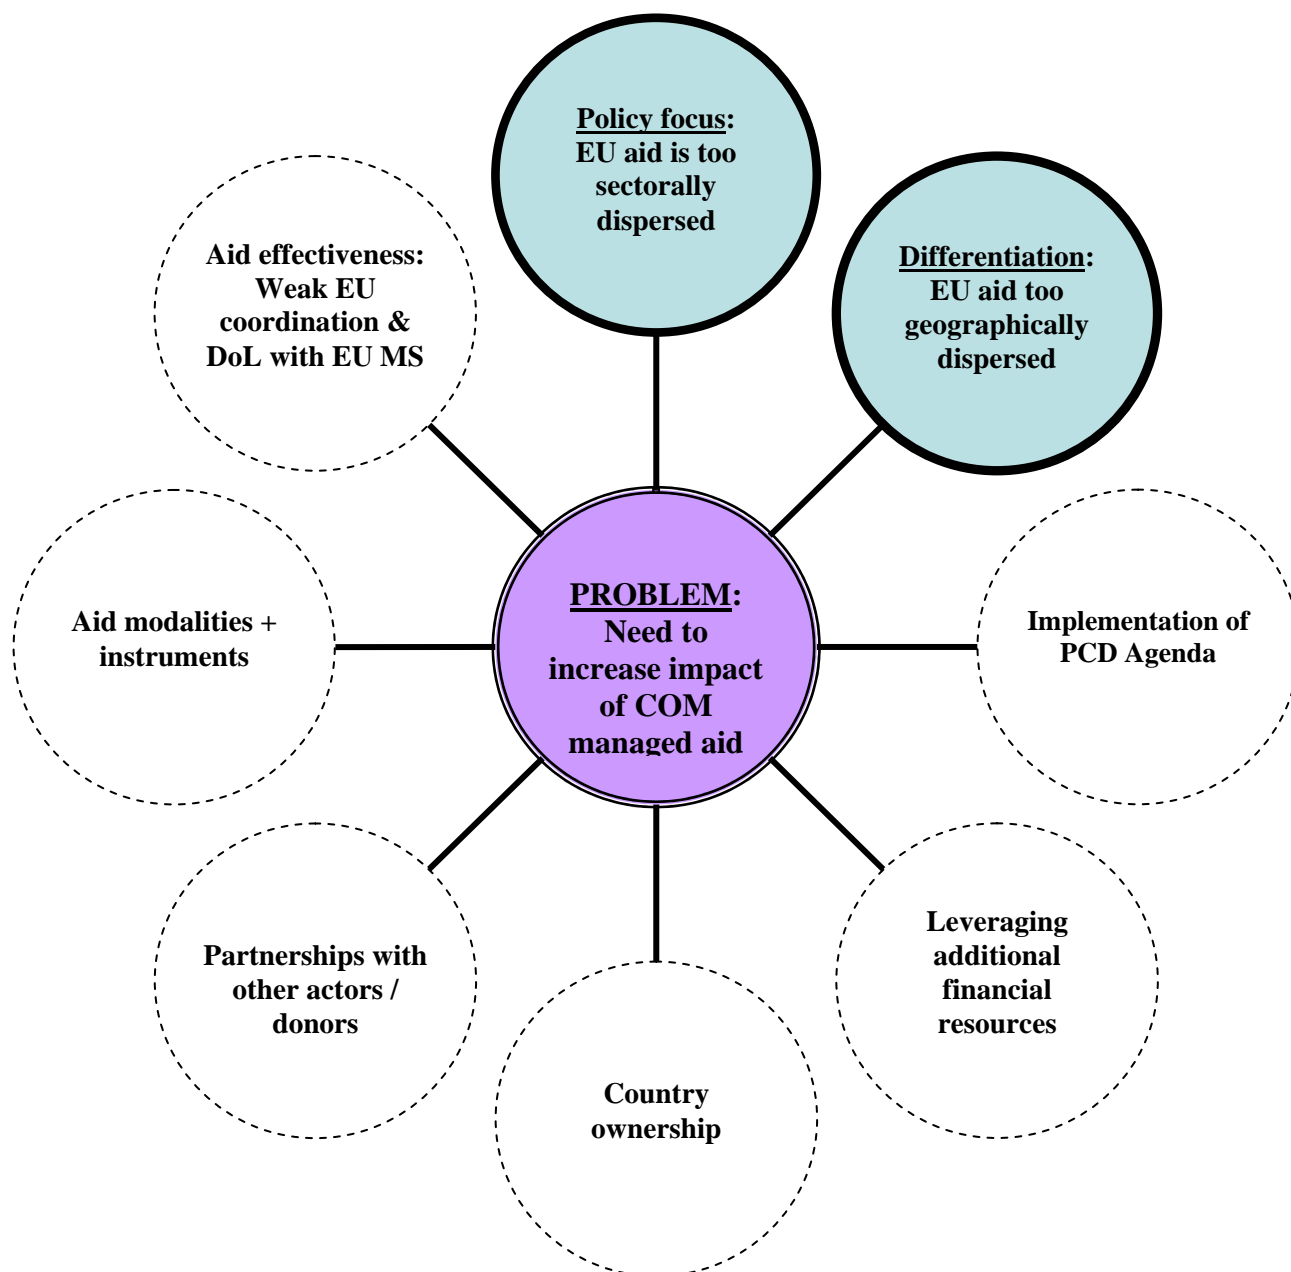 Policy focus:
EU aid is too
sectorally
dispersed
Differentiation:
EU aid too
geographically
dispersed
Aid effectiveness:
Weak EU
coordination &
DoL with EU MS
PROBLEM:
Need to
increase impact
of COM
managed aid
Aid modalities +
instruments
Implementation of
PCD Agenda
Partnerships with
other actors /
donors
Leveraging
additional
financial
resources
Country
ownership